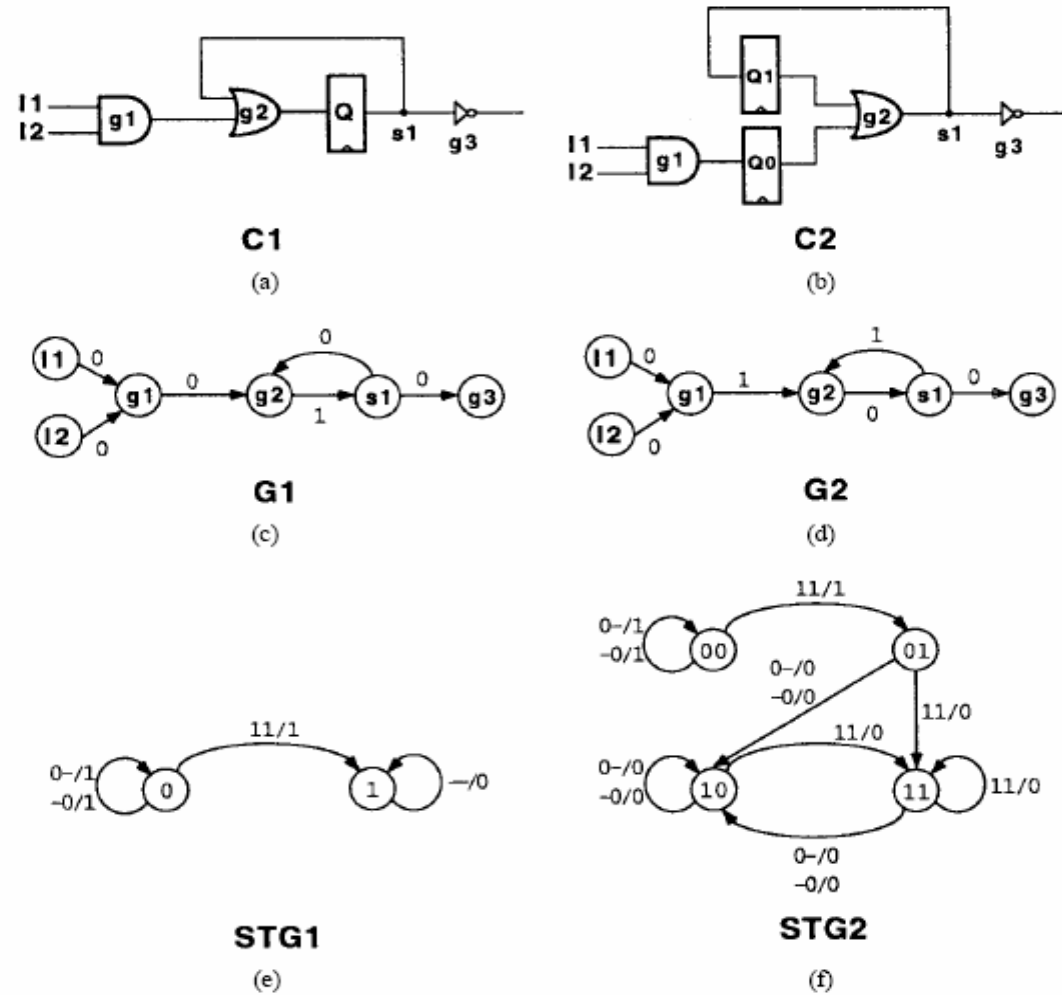 I1
I2
g1
g2
Q
s1
g3
C1
(a)
Q1
I1
I2
g1
Q0
g2
s1
g3
C2
(b)
I1
0
I2
0
g1
0
g2
0
1
s1
0
g3
G1
(c)
I1
0
I2
0
g1
1
g2
1
0
s1
0
g3
G2
(d)
0-/1
-0/1
0
11/1
1
--/0
STG1
(e)
0-/1
-0/1
00
11/1
01
0-/0
-0/0
11/0
11/0
0-/0
-0/0
10
11
11/0
0-/0
-0/0
STG2
(f)